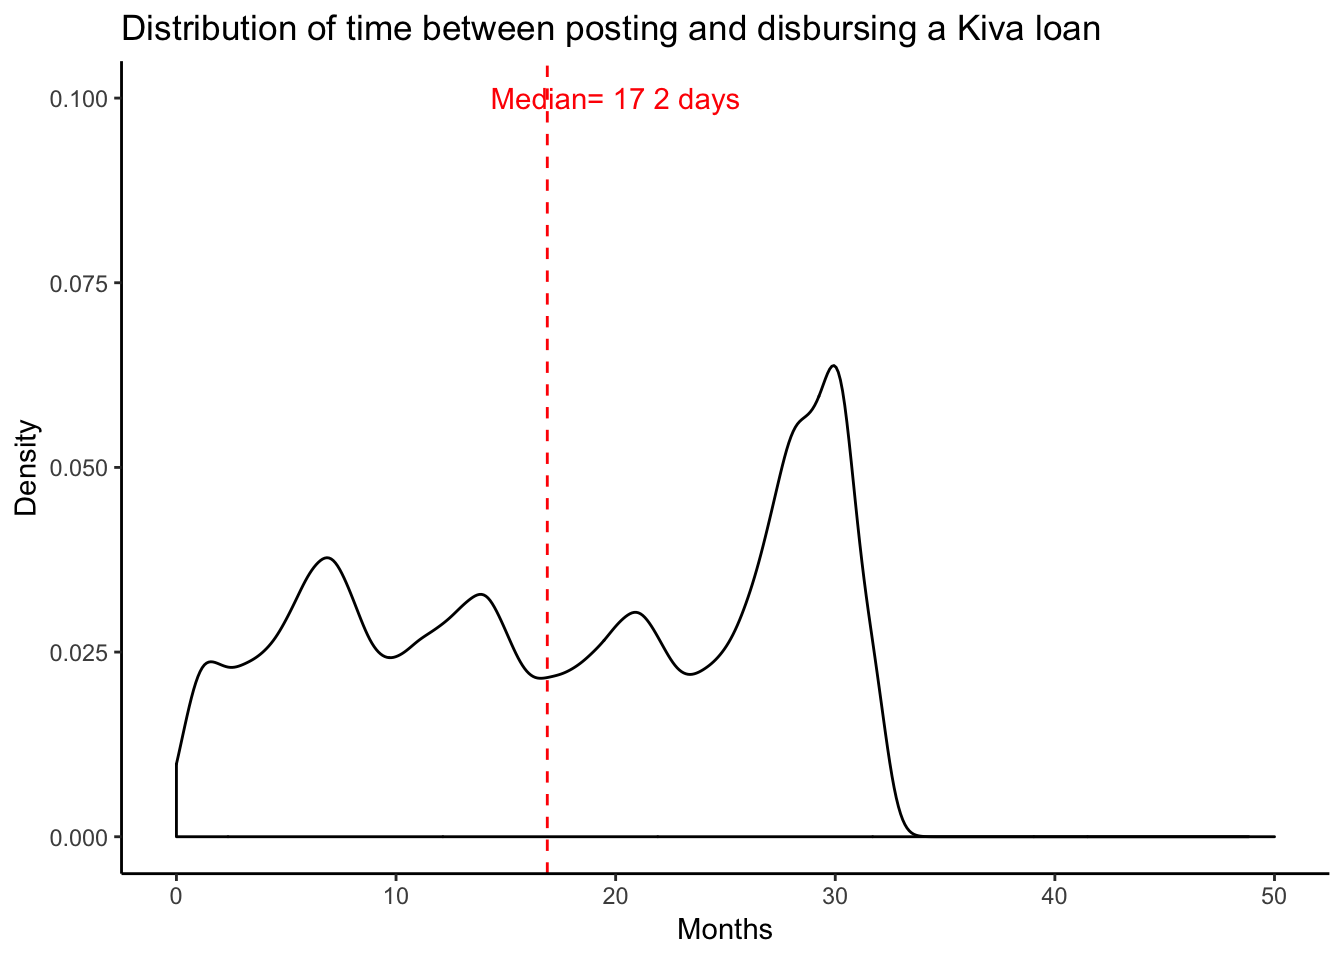 Distribution of time between posting and disbursing a Kiva loan
Median= 17 2 days
0.100
0.075
0.050
0.025
0.000
Density
0
10
20
30
40
50
Months